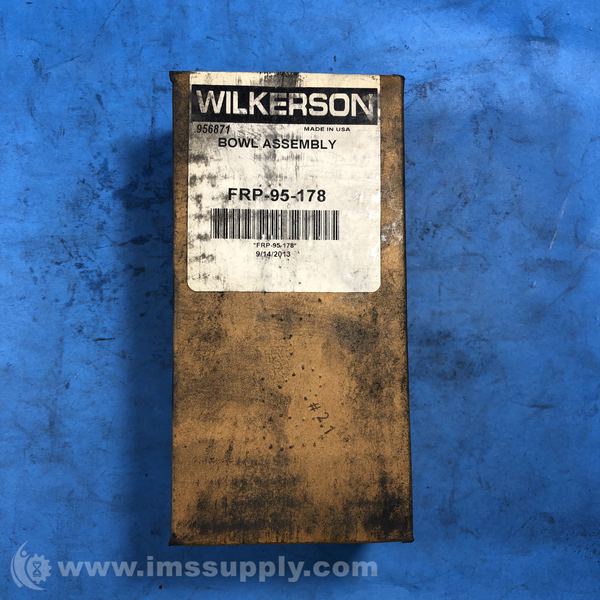 WILKERSON
956871 MADE IN USA
BOWL ASSEMBLY
FRP-95-178
"FRP-95-178"
9/14/2013
#21
www.imssupply.com